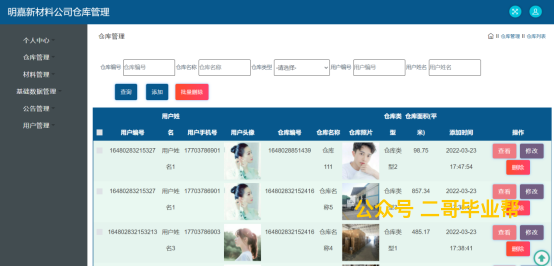 明嘉新材料公司仓库管理
个人中心
仓库管理
材料管理
基础数据管理
公告管理
用户管理
仓库管理
仓库管理 仓库列表
仓库编号 仓库编号 仓库名称 仓库名称 仓库类型 -请选择- 用户编号 用户编号 用户姓名 用户姓名
查询 添加 批量删除
用户编号 用户姓名 用户手机号 用户头像 仓库编号 仓库名称 仓库照片 仓库类型 仓库面积(平米) 添加时间 操作
16480283215327 用户姓名1 17703786901 1648028851439 仓库111 仓库类型2 98.75 2022-03-23 17:47:54 查看 修改 删除
16480283215327 用户姓名1 17703786901 164802832152418 仓库名称5 仓库类型3 857.34 2022-03-23 17:38:41 查看 修改 删除
164802832153213 用户姓名3 17703786903 164802832152416 仓库名称4 仓库类型1 485.17 2022-03-23 17:38:41 查看 修改 删除
公众号 二哥毕业帮